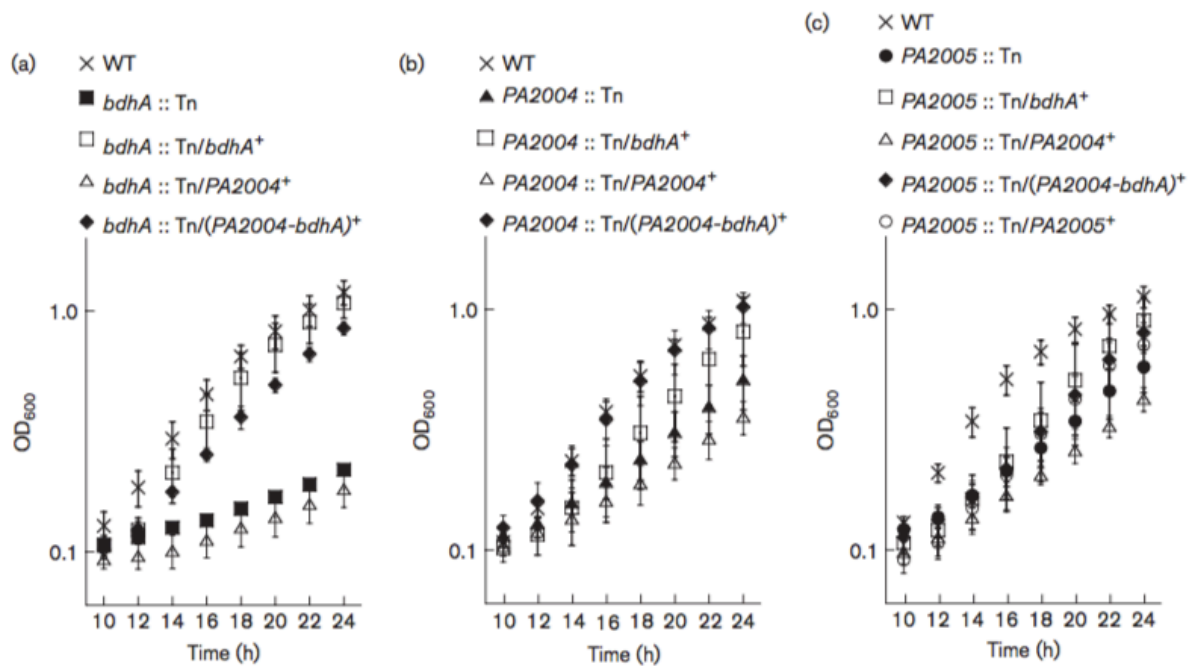 (a)
× WT
■ bdhA :: Tn
□ bdhA :: Tn/bdhA⁺
△ bdhA :: Tn/PA2004⁺
◆ bdhA :: Tn/(PA2004-bdhA)⁺
1.0
OD₆₀₀
0.1
10 12 14 16 18 20 22 24
Time (h)
(b)
× WT
▲ PA2004 :: Tn
□ PA2004 :: Tn/bdhA⁺
△ PA2004 :: Tn/PA2004⁺
◆ PA2004 :: Tn/(PA2004-bdhA)⁺
1.0
OD₆₀₀
0.1
10 12 14 16 18 20 22 24
Time (h)
(c)
× WT
● PA2005 :: Tn
□ PA2005 :: Tn/bdhA⁺
△ PA2005 :: Tn/PA2004⁺
◆ PA2005 :: Tn/(PA2004-bdhA)⁺
○ PA2005 :: Tn/PA2005⁺
1.0
OD₆₀₀
0.1
10 12 14 16 18 20 22 24
Time (h)